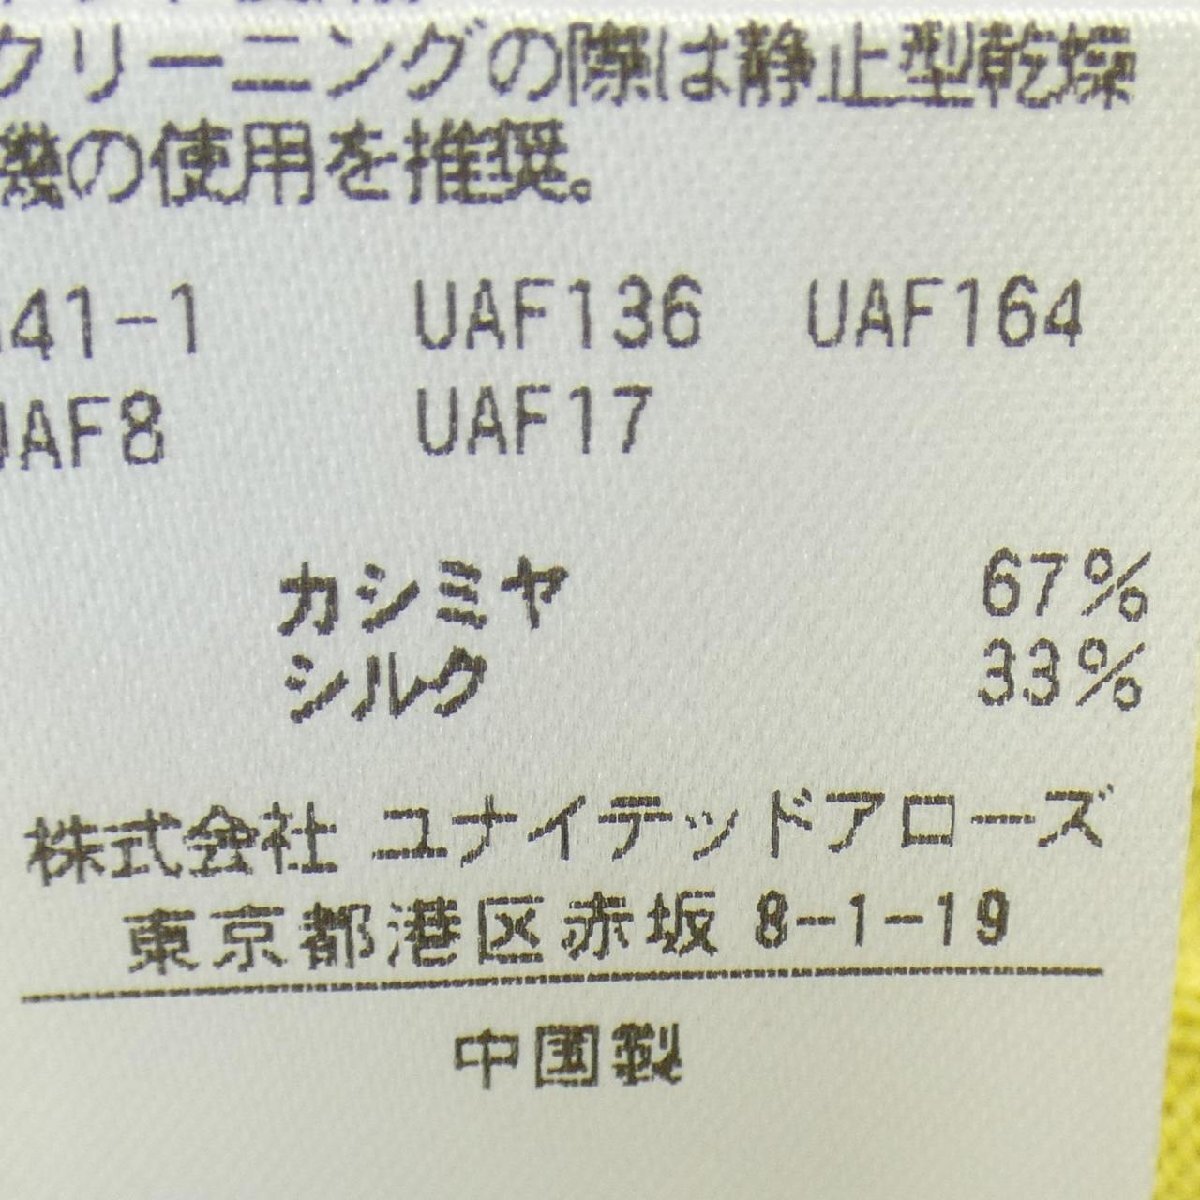 クリーニングの際は静止型乾燥
機の使用を推奨。
41-1 UAF136 UAF164
UAF8 UAF17
カシミヤ 67%
シルク 33%
株式会社 ユナイテッドアローズ
東京都港区赤坂 8-1-19
中国製